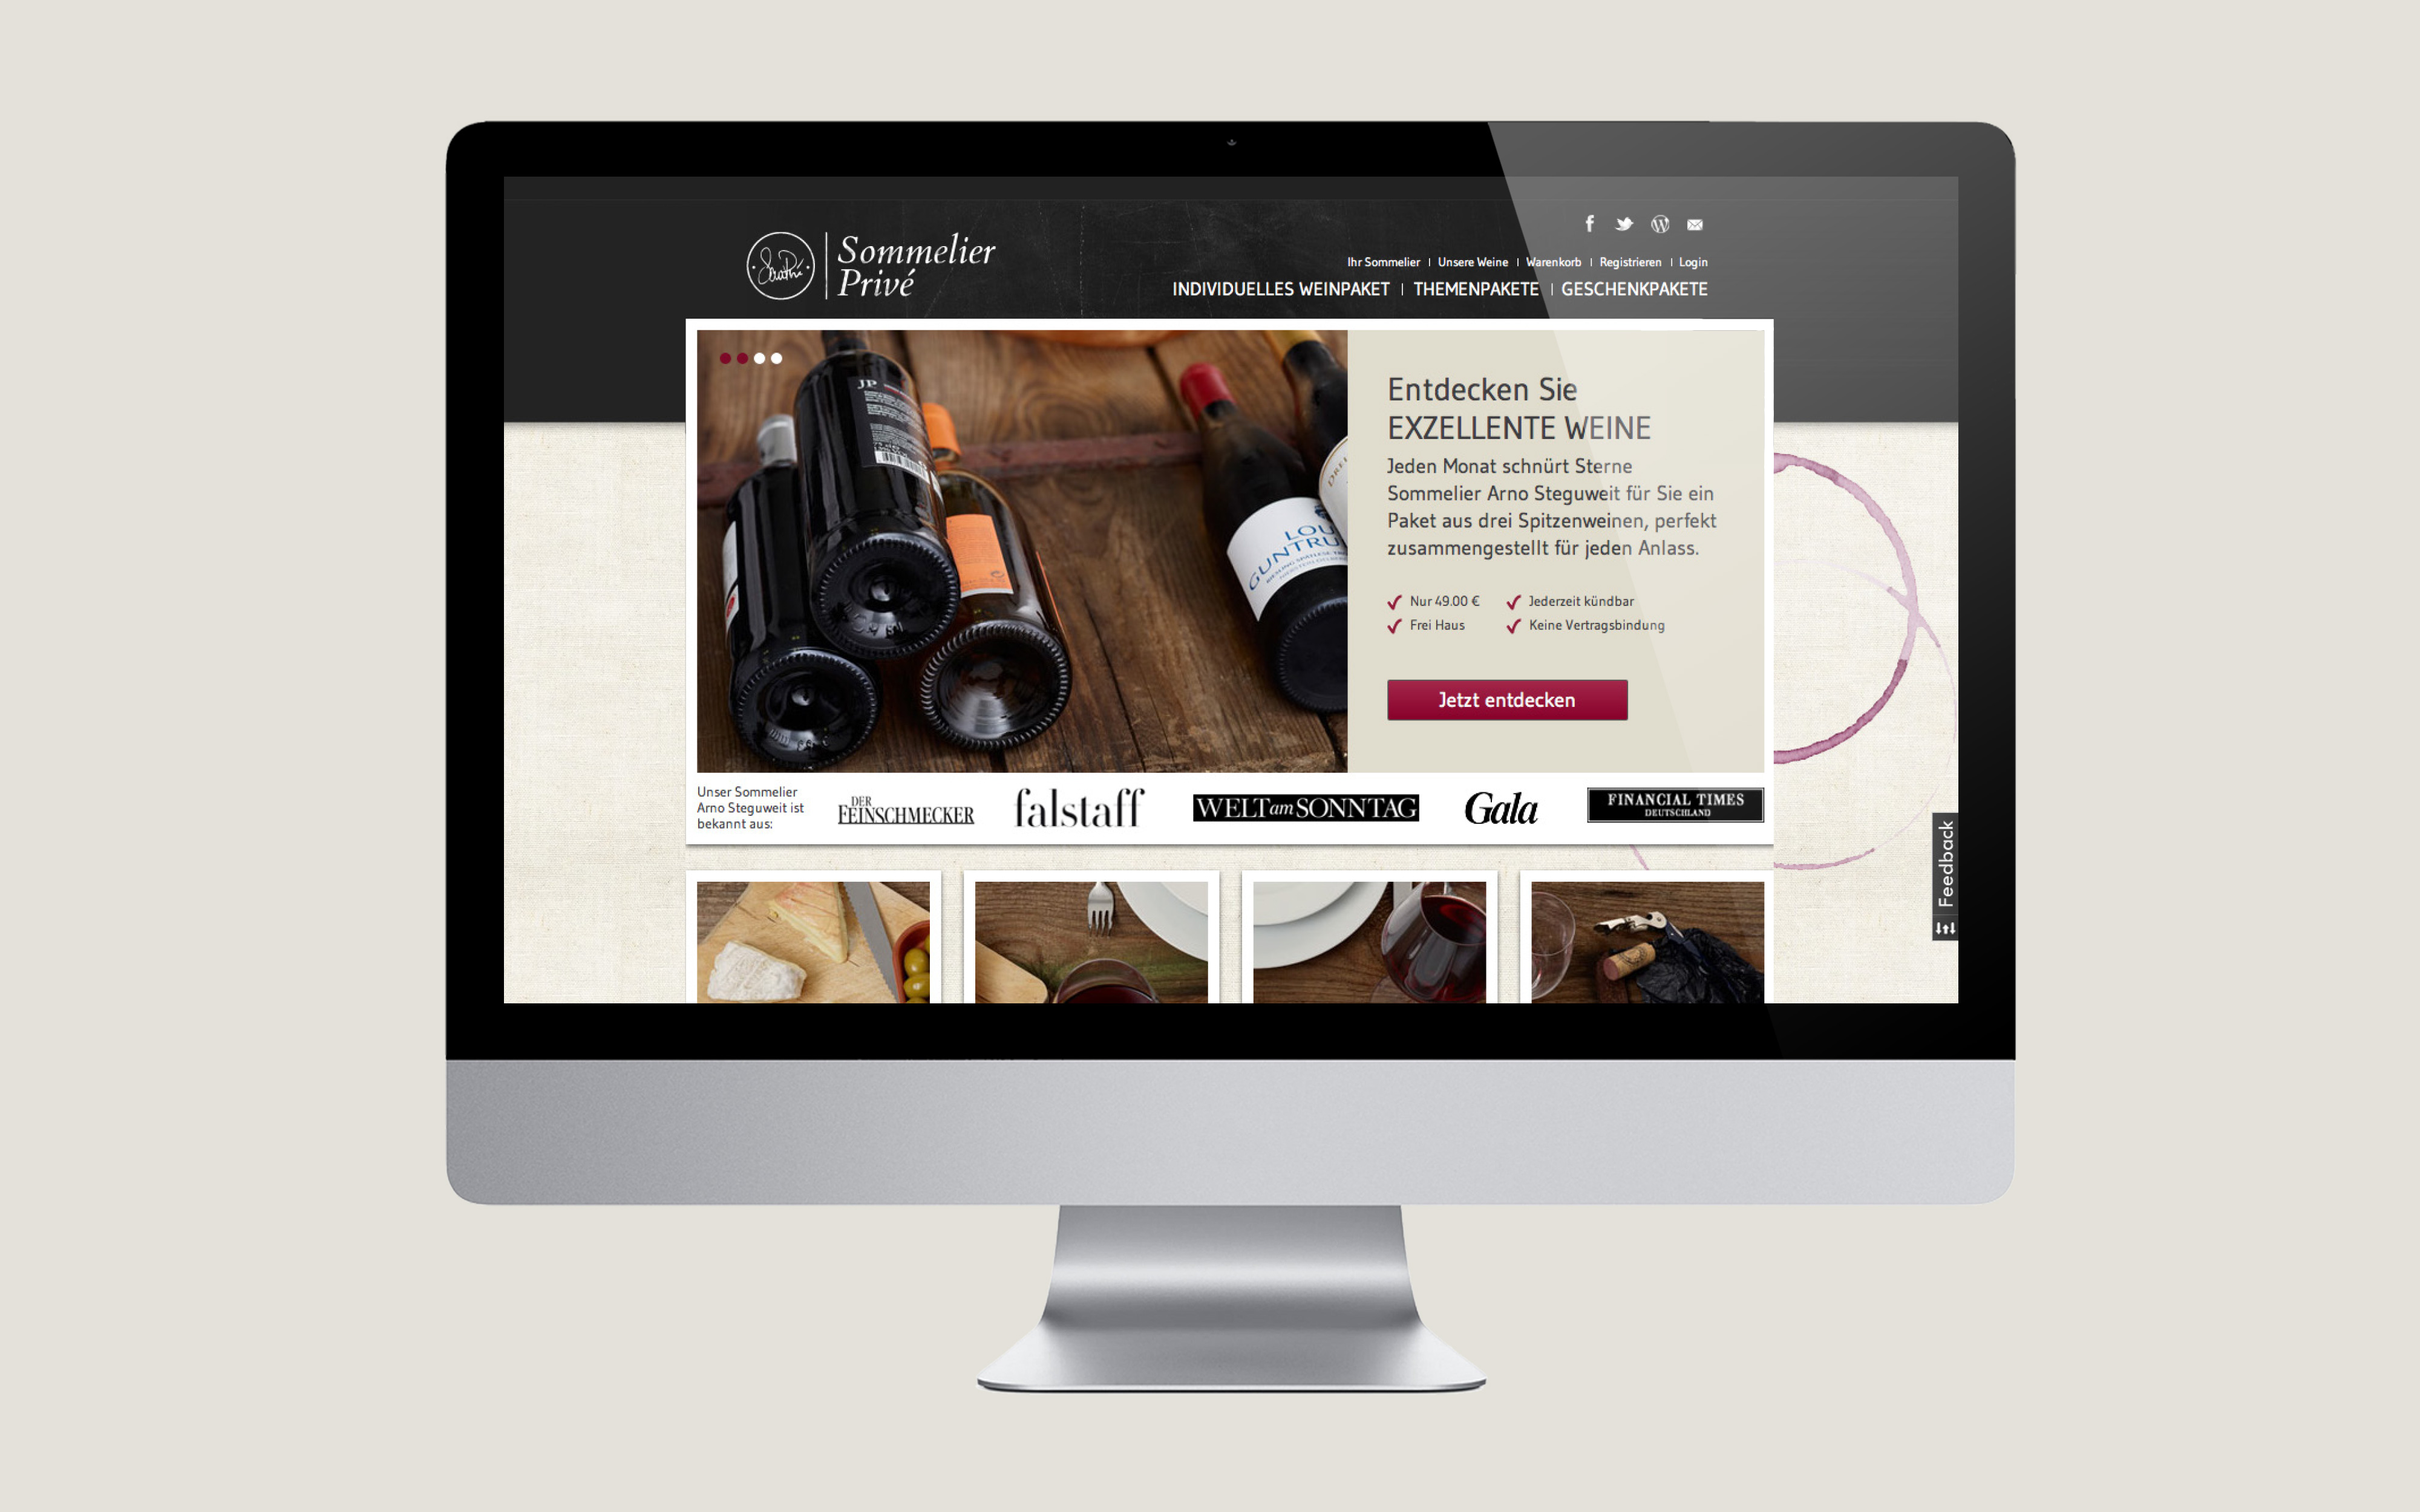 Sommelier
Privé
Ihr Sommelier | Unsere Weine | Warenkorb | Registrieren | Login
INDIVIDUELLES WEINPAKET | THEMENPAKETE | GESCHENKPAKETE
JP
LOU
GUNTRU
Entdecken Sie
EXZELLENTE WEINE
Jeden Monat schnürt Sterne
Sommelier Arno Steguweit für Sie ein
Paket aus drei Spitzenweinen, perfekt
zusammengestellt für jeden Anlass.
Nur 49.00 € Jederzeit kündbar
Frei Haus Keine Vertragsbindung
Jetzt entdecken
Unser Sommelier
Arno Steguweit ist
bekannt aus:
DER
FEINSCHMECKER
falstaff
WELT am SONNTAG
Gala
FINANCIAL TIMES
DEUTSCHLAND
Feedback